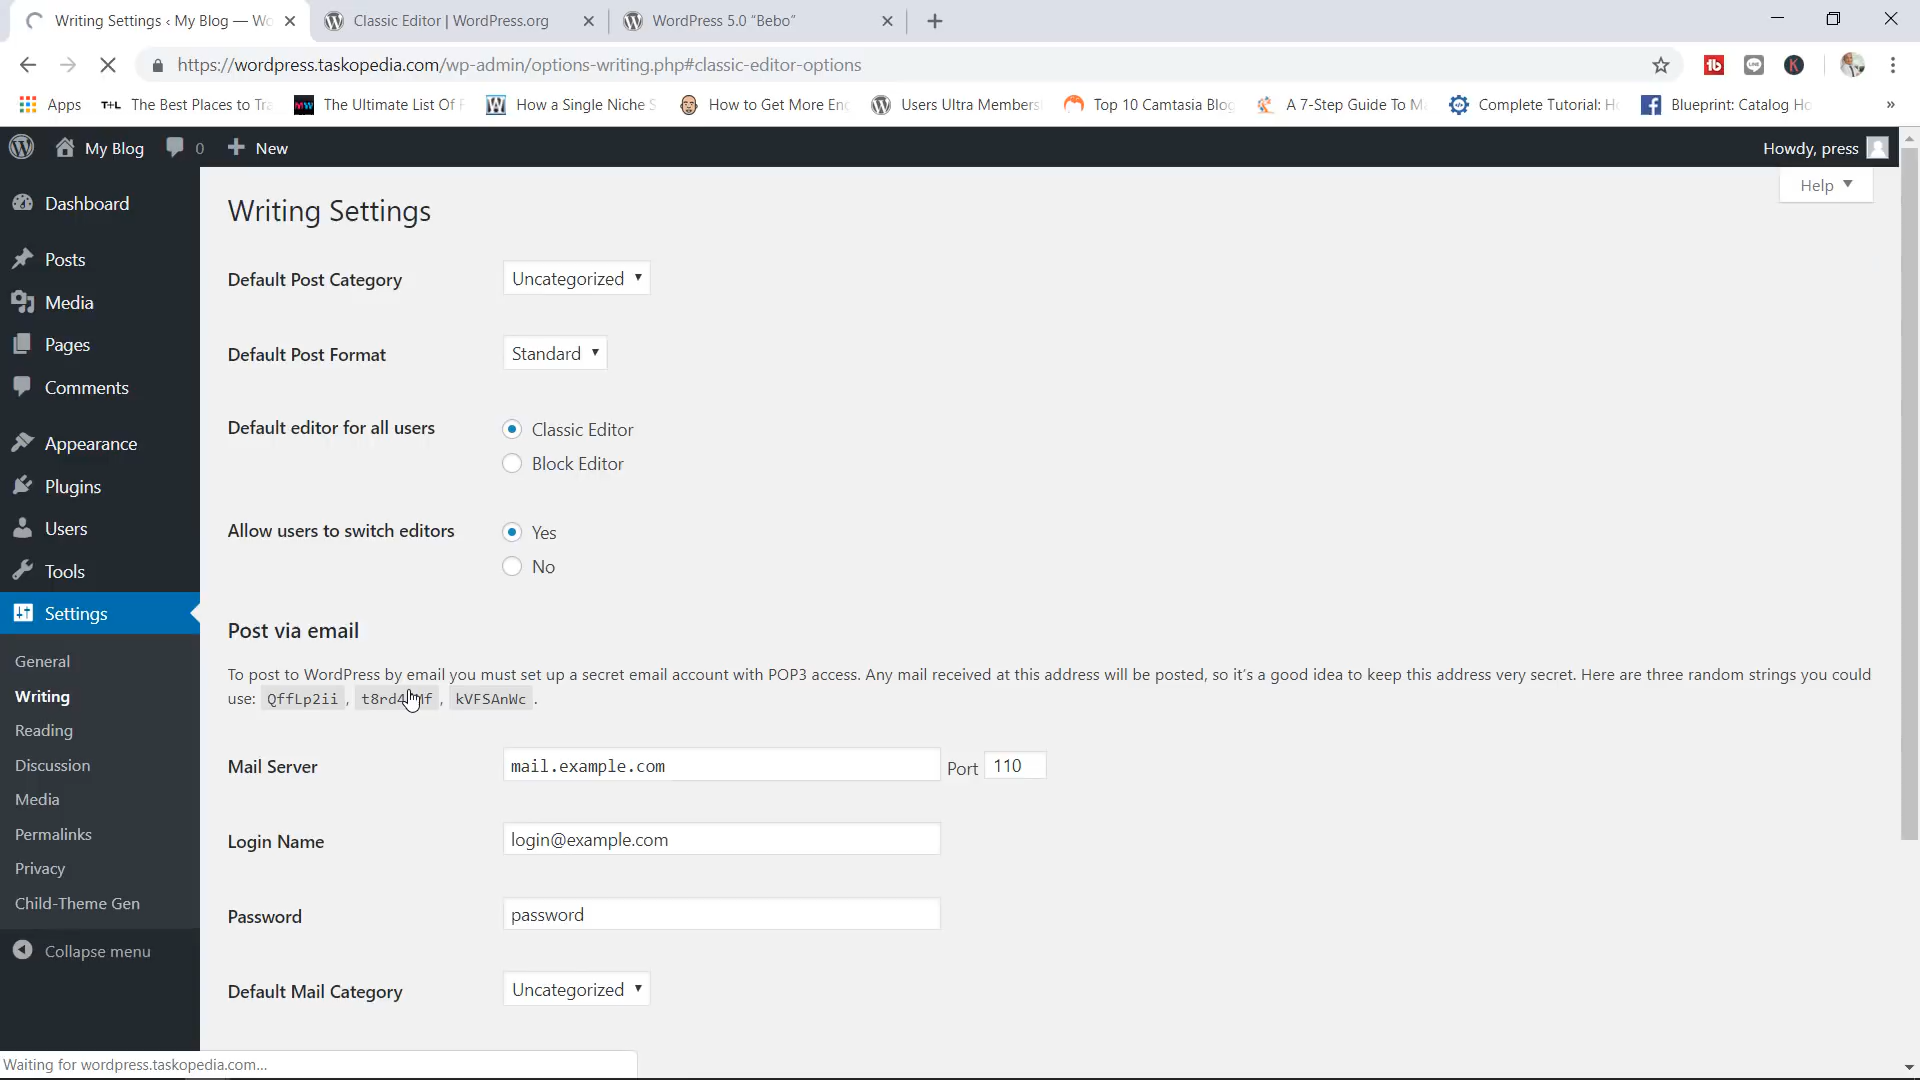 Writing Settings ‹ My Blog — Wo
Classic Editor | WordPress.org
WordPress 5.0 “Bebo”
https://wordpress.taskopedia.com/wp-admin/options-writing.php#classic-editor-options
Apps
T+L The Best Places to Tra
MW The Ultimate List Of F
How a Single Niche S
How to Get More Eng
Users Ultra Members
Top 10 Camtasia Blog
A 7-Step Guide To M
Complete Tutorial: Ho
Blueprint: Catalog Ho
»
My Blog
0
New
Howdy, press
Help
Dashboard
Posts
Media
Pages
Comments
Appearance
Plugins
Users
Tools
Settings
General
Writing
Reading
Discussion
Media
Permalinks
Privacy
Child-Theme Gen
Collapse menu
Writing Settings
Default Post Category
Uncategorized
Default Post Format
Standard
Default editor for all users
Classic Editor
Block Editor
Allow users to switch editors
Yes
No
Post via email
To post to WordPress by email you must set up a secret email account with POP3 access. Any mail received at this address will be posted, so it’s a good idea to keep this address very secret. Here are three random strings you could
use: QffLp2ii , , kVFSAnWc .
Mail Server
mail.example.com
Port 110
Login Name
login@example.com
Password
password
Default Mail Category
Uncategorized
Waiting for wordpress.taskopedia.com...